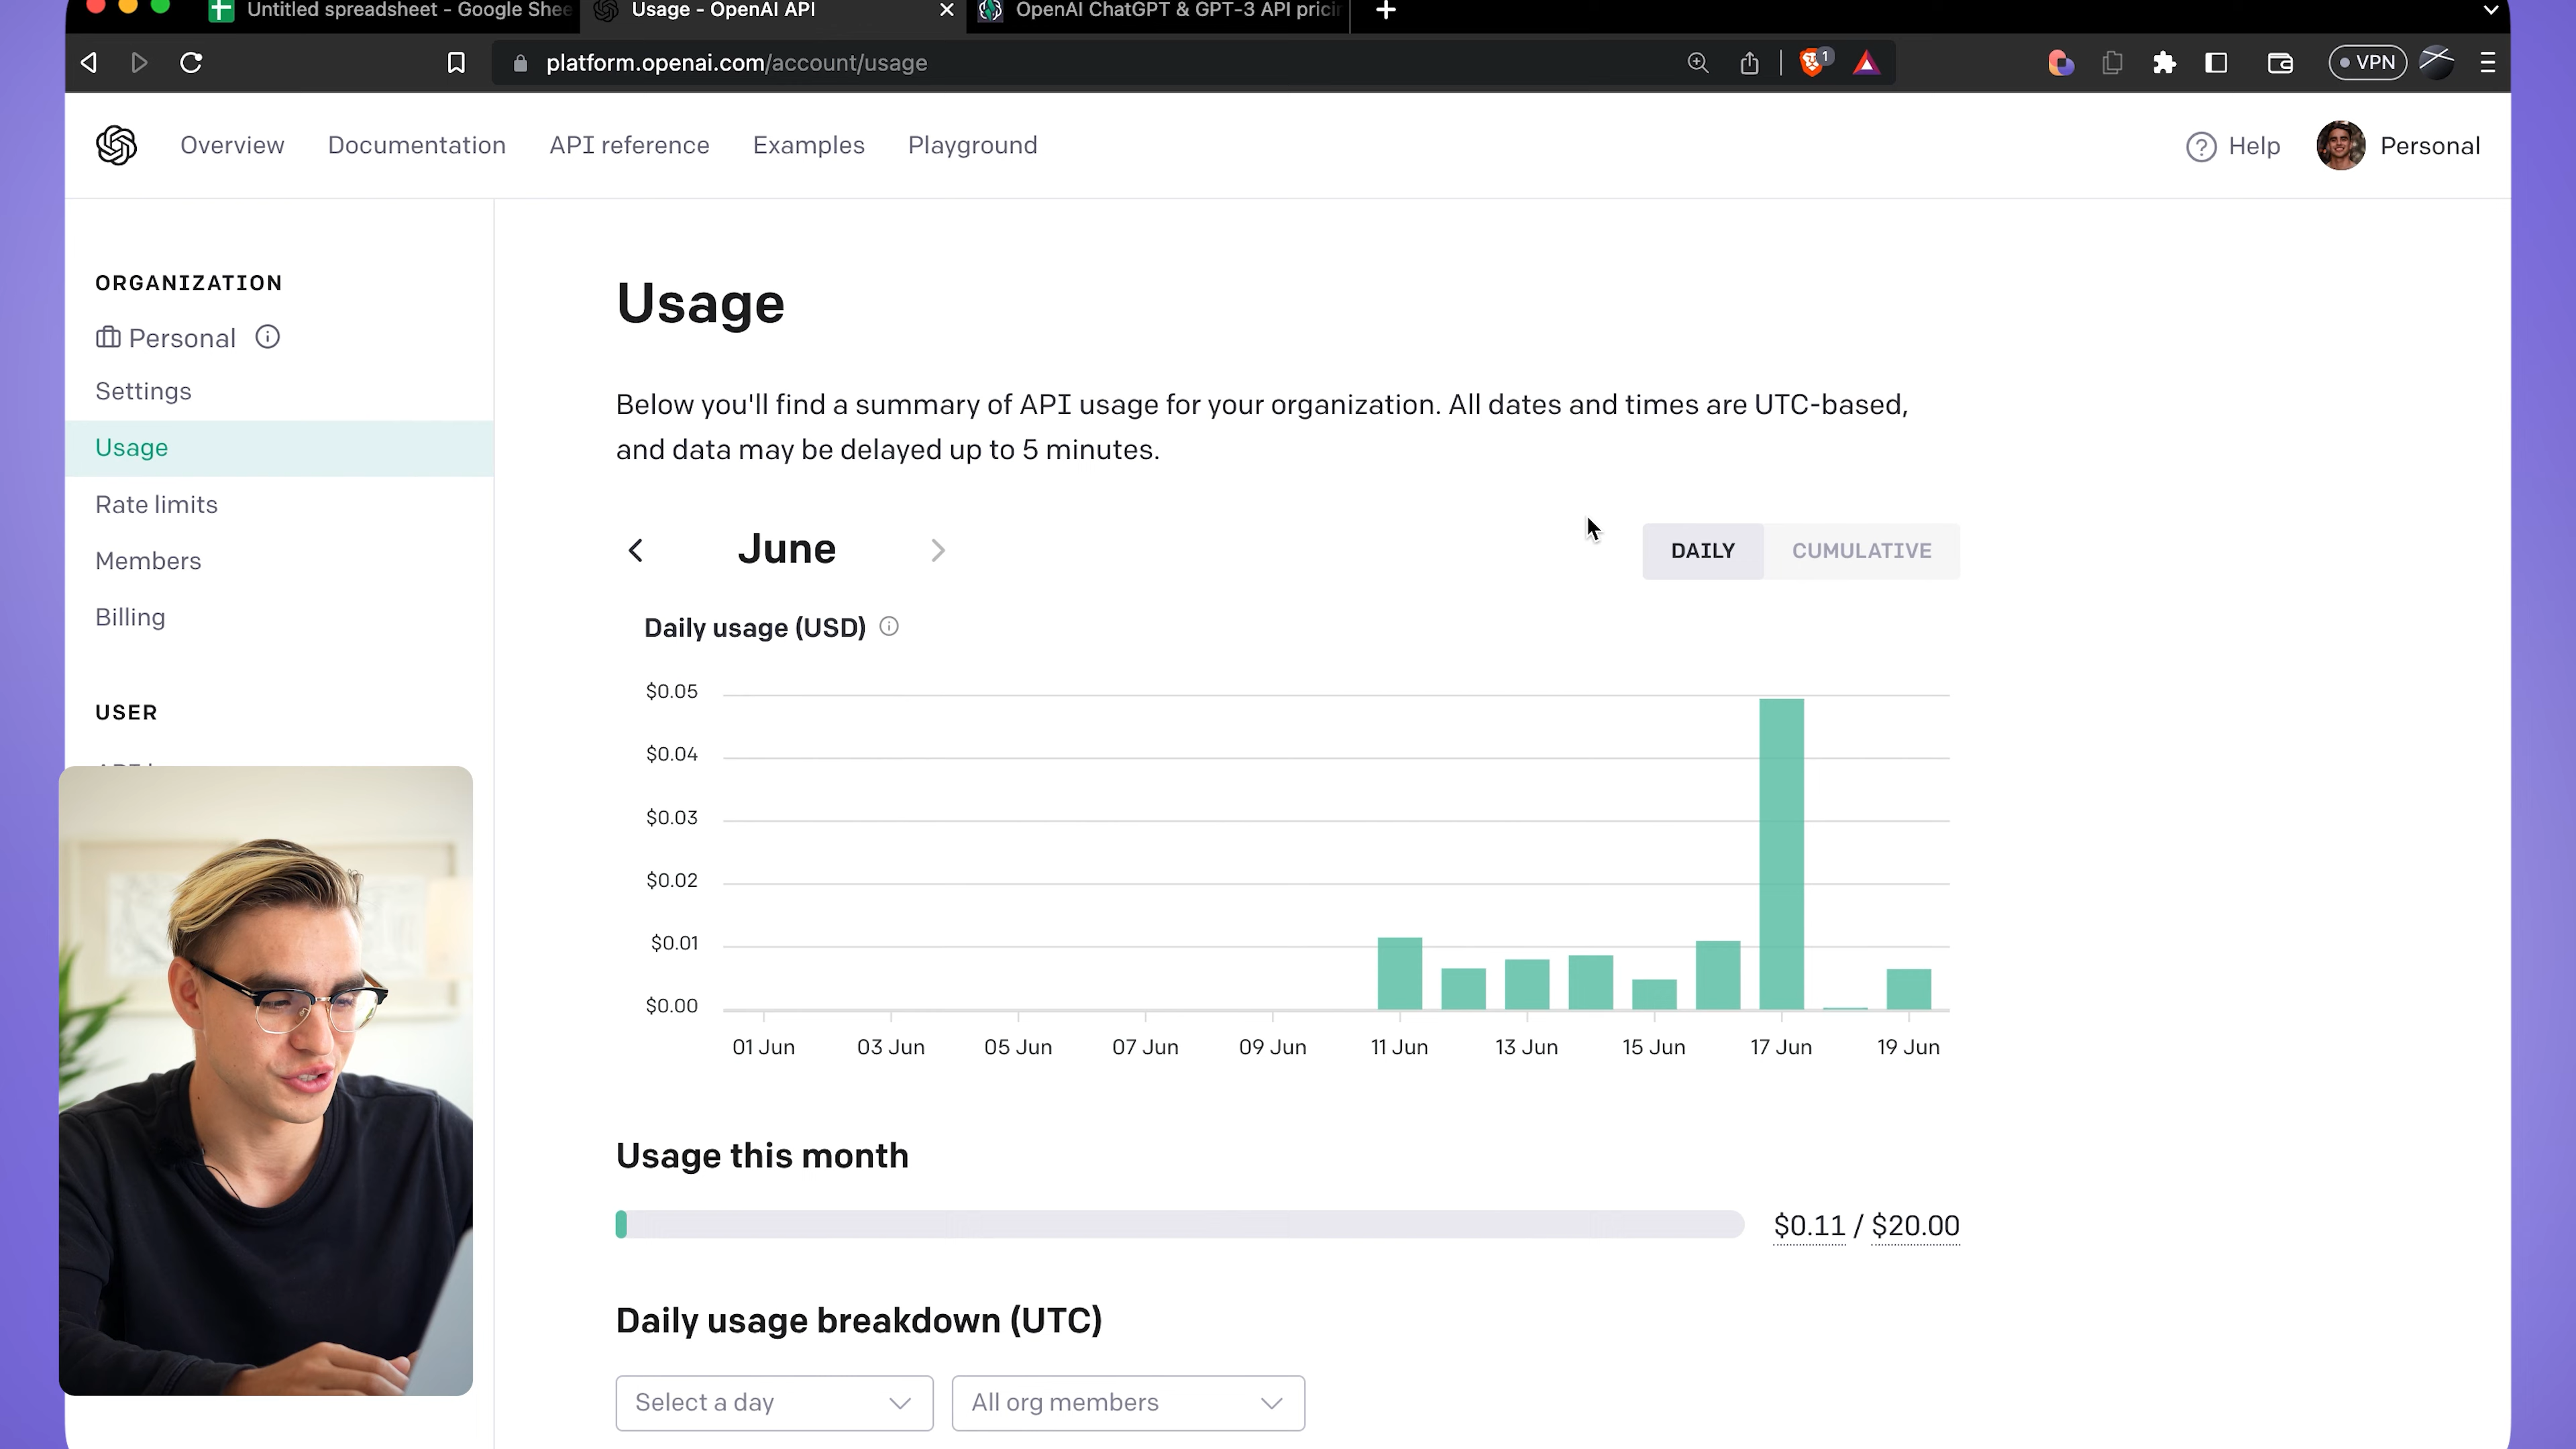 Untitled spreadsheet - Google Shee
Usage - OpenAI API
OpenAI ChatGPT & GPT-3 API pricin
platform.openai.com/account/usage
1
VPN
Overview
Documentation
API reference
Examples
Playground
Help
Personal
ORGANIZATION
Personal
Settings
Usage
Rate limits
Members
Billing
USER
Usage
Below you'll find a summary of API usage for your organization. All dates and times are UTC-based,
and data may be delayed up to 5 minutes.
June
DAILY
CUMULATIVE
Daily usage (USD)
$0.05
$0.04
$0.03
$0.02
$0.01
$0.00
01 Jun
03 Jun
05 Jun
07 Jun
09 Jun
11 Jun
13 Jun
15 Jun
17 Jun
19 Jun
Usage this month
$0.11 / $20.00
Daily usage breakdown (UTC)
Select a day
All org members